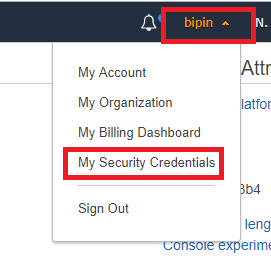 bipin N.
Attr
My Account
My Organization
latfor
My Billing Dashboard
My Security Credentials
3b4
Sign Out
leng
Console experime